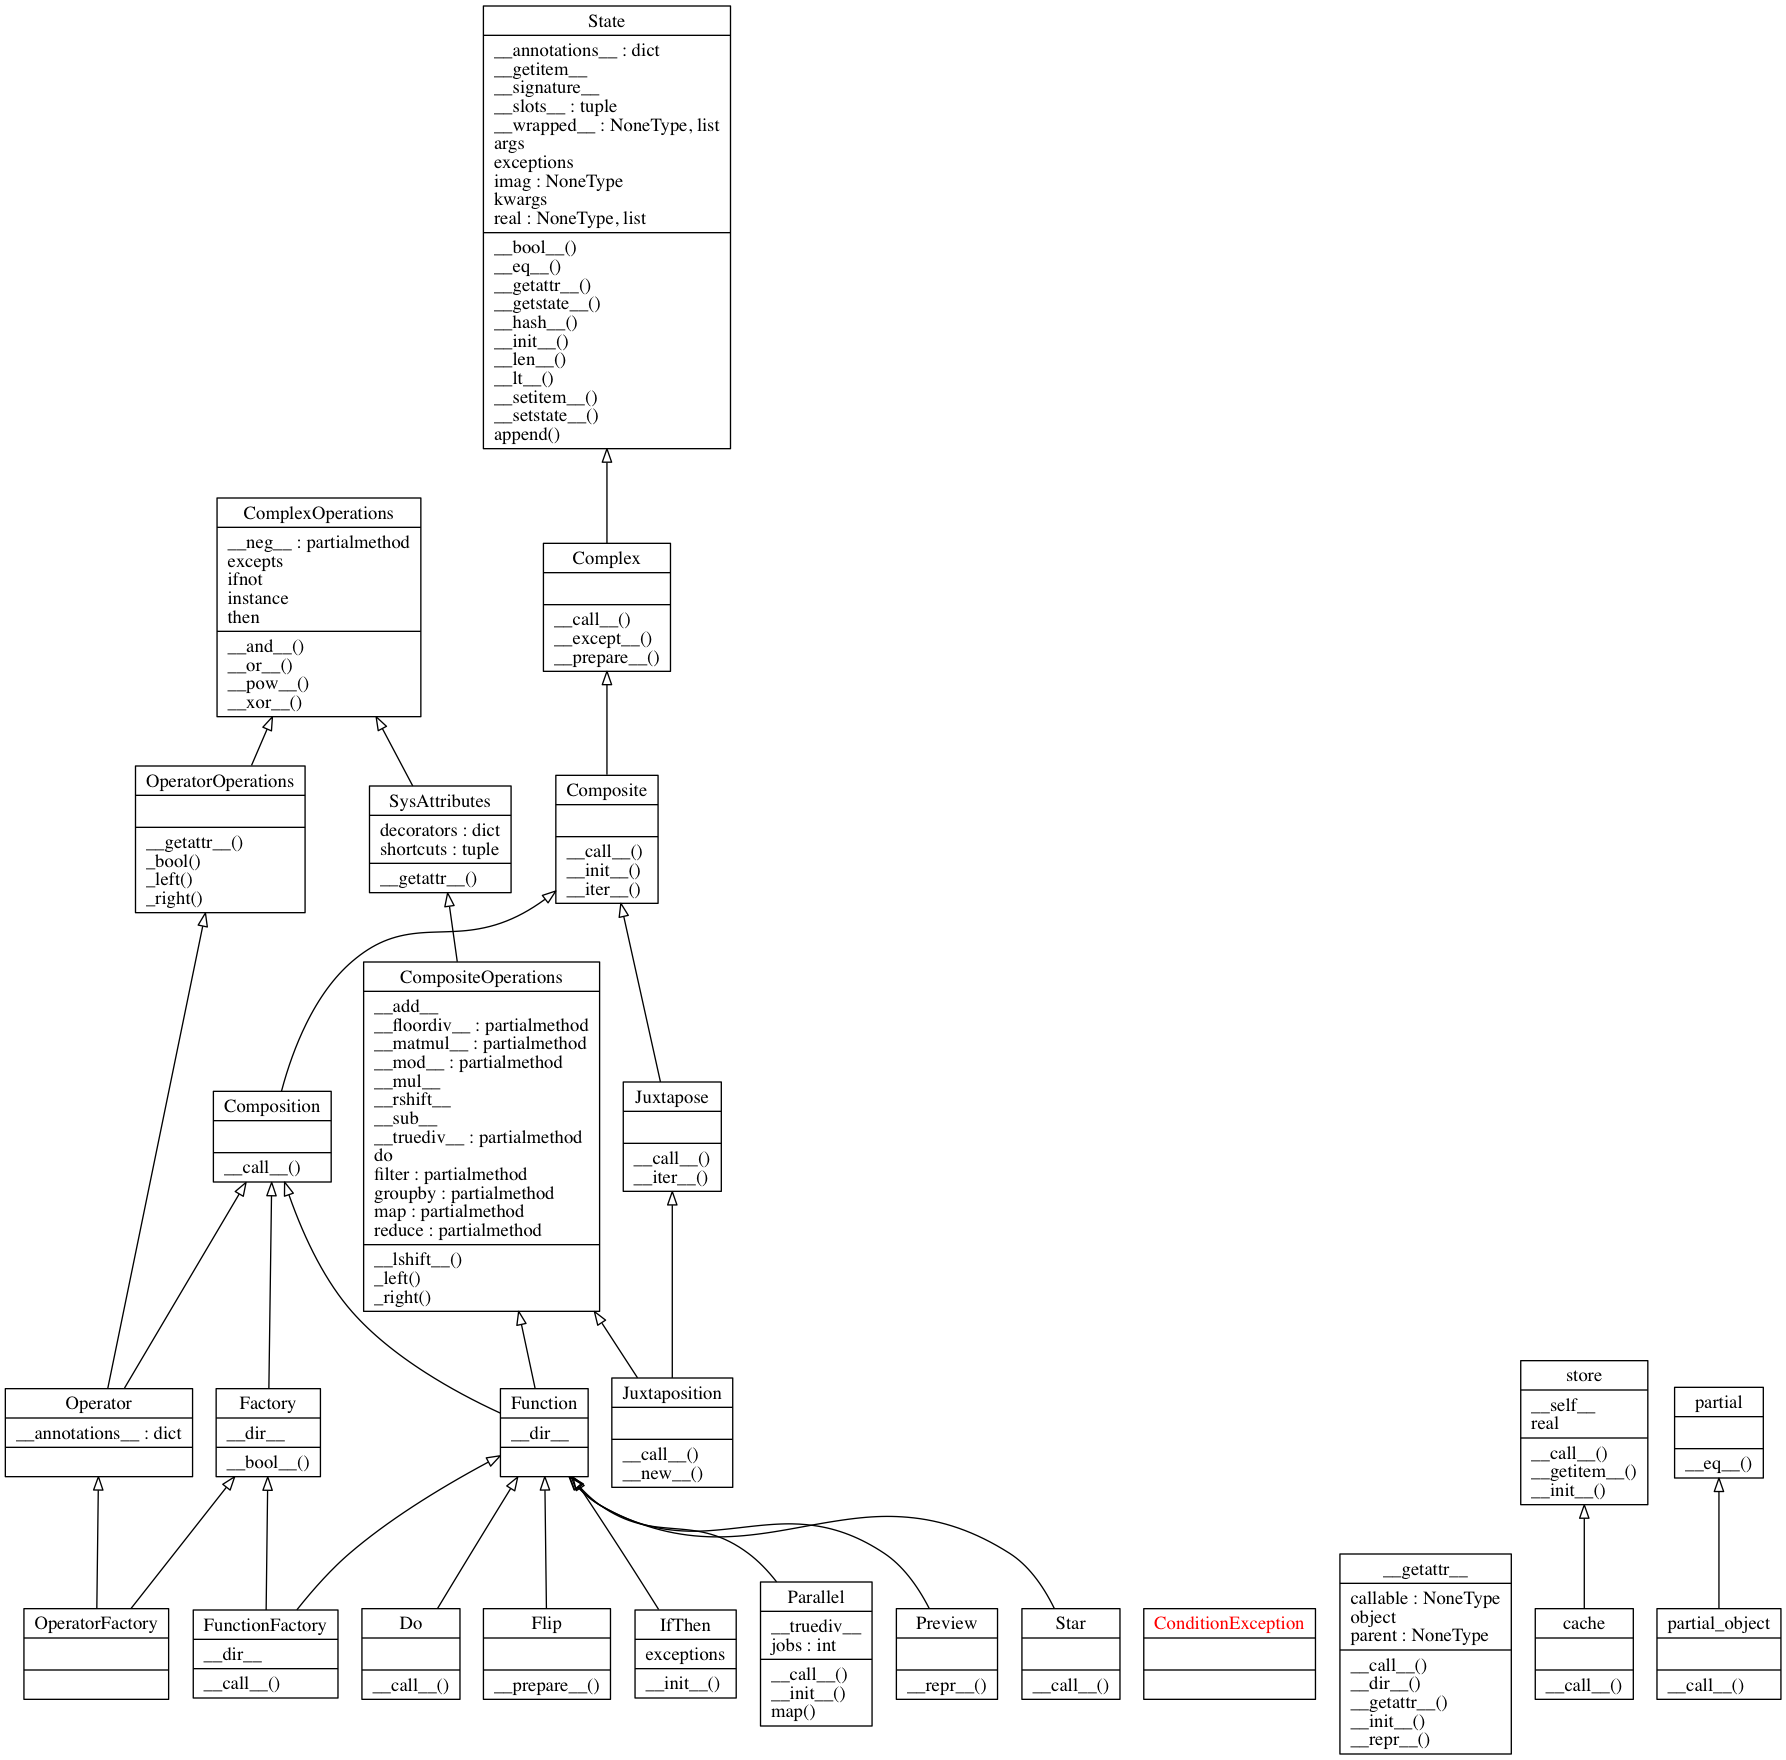 State
__annotations__ : dict
__getitem__
__signature__
__slots__ : tuple
__wrapped__ : NoneType, list
args
exceptions
imag : NoneType
kwargs
real : NoneType, list
__bool__()
__eq__()
__getattr__()
__getstate__()
__hash__()
__init__()
__len__()
__lt__()
__setitem__()
__setstate__()
append()
ComplexOperations
__neg__ : partialmethod
excepts
ifnot
instance
then
__and__()
__or__()
__pow__()
__xor__()
Complex
__call__()
__except__()
__prepare__()
OperatorOperations
__getattr__()
_bool()
_left()
_right()
SysAttributes
decorators : dict
shortcuts : tuple
__getattr__()
Composite
__call__()
__init__()
__iter__()
CompositeOperations
__add__
__floordiv__ : partialmethod
__matmul__ : partialmethod
__mod__ : partialmethod
__mul__
__rshift__
__sub__
__truediv__ : partialmethod
do
filter : partialmethod
groupby : partialmethod
map : partialmethod
reduce : partialmethod
__lshift__()
_left()
_right()
Composition
__call__()
Juxtapose
__call__()
__iter__()
Operator
__annotations__ : dict
Factory
__dir__
__bool__()
Function
__dir__
Juxtaposition
__call__()
__new__()
store
__self__
real
__call__()
__getitem__()
__init__()
partial
__eq__()
OperatorFactory
FunctionFactory
__dir__
__call__()
Do
__call__()
Flip
__prepare__()
IfThen
exceptions
__init__()
Parallel
__truediv__
jobs : int
__call__()
__init__()
map()
Preview
__repr__()
Star
__call__()
ConditionException
__getattr__
callable : NoneType
object
parent : NoneType
__call__()
__dir__()
__getattr__()
__init__()
__repr__()
cache
__call__()
partial_object
__call__()